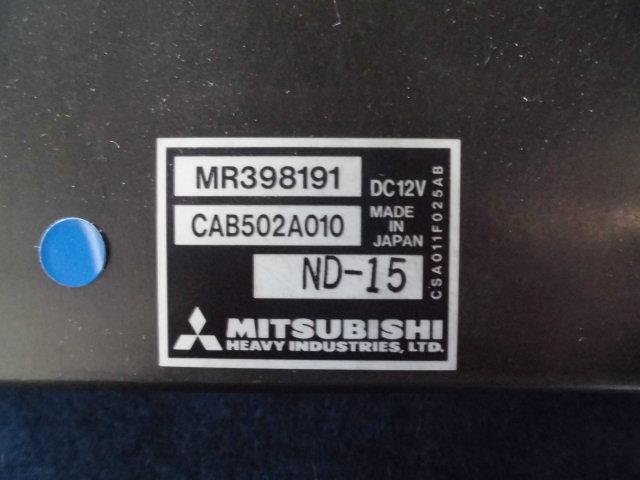 MR398191
DC12V
CAB502A010
MADE
IN
JAPAN
ND-15
CSA011F025AB
MITSUBISHI
HEAVY INDUSTRIES, LTD.